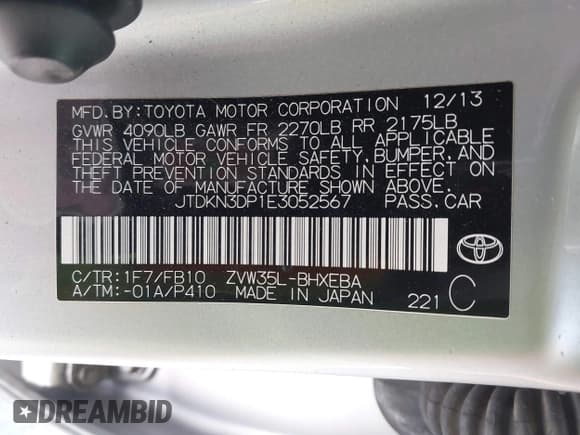 MFD.BY:TOYOTA MOTOR CORPORATION 12/13
GVWR 4090LB GAWR FR 2270LB RR 2175LB
THIS VEHICLE CONFORMS TO ALL APPLICABLE
FEDERAL MOTOR VEHICLE SAFETY, BUMPER, AND
THEFT PREVENTION STANDARDS IN EFFECT ON
THE DATE OF MANUFACTURE SHOWN ABOVE.
JTDKN3DP1E3052567 PASS.CAR
C/TR:1F7/FB10 ZVW35L-BHXEBA
A/TM:-01A/P410 MADE IN JAPAN 221 C
DREAMBID